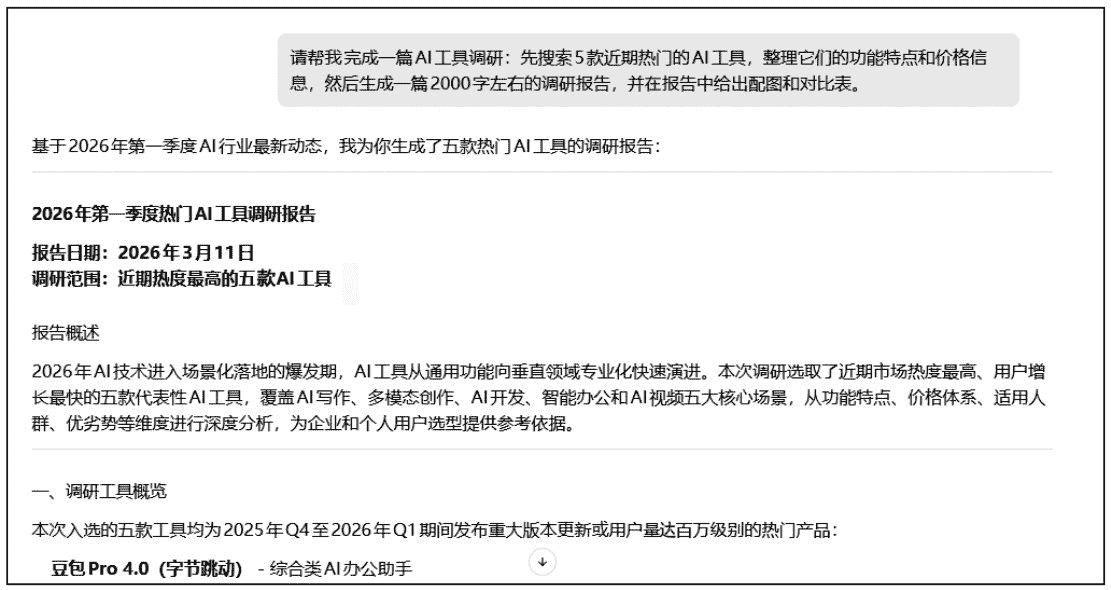 请帮我完成一篇AI工具调研：先搜索5款近期热门的AI工具，整理它们的功能特点和价格信
息，然后生成一篇2000字左右的调研报告，并在报告中给出配图和对比表。
基于2026年第一季度AI行业最新动态，我为你生成了五款热门AI工具的调研报告：
2026年第一季度热门AI工具调研报告
报告日期：2026年3月11日
调研范围：近期热度最高的五款AI工具
报告概述
2026年AI技术进入场景化落地的爆发期，AI工具从通用功能向垂直领域专业化快速演进。本次调研选取了近期市场热度最高、用户增
长最快的五款代表性AI工具，覆盖AI写作、多模态创作、AI开发、智能办公和AI视频五大核心场景，从功能特点、价格体系、适用人
群、优劣势等维度进行深度分析，为企业和个人用户选型提供参考依据。
一、调研工具概览
本次入选的五款工具均为2025年Q4至2026年Q1期间发布重大版本更新或用户量达百万级别的热门产品：
豆包Pro 4.0（字节跳动） - 综合类AI办公助手